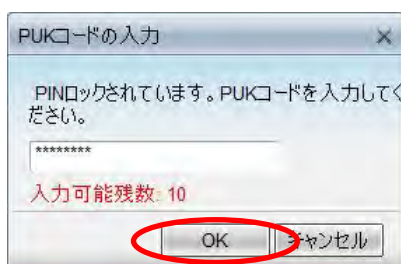 PUKコードの入力
PINロックされています。PUKコードを入力してく
ださい。
********
入力可能残数: 10
OK
キャンセル